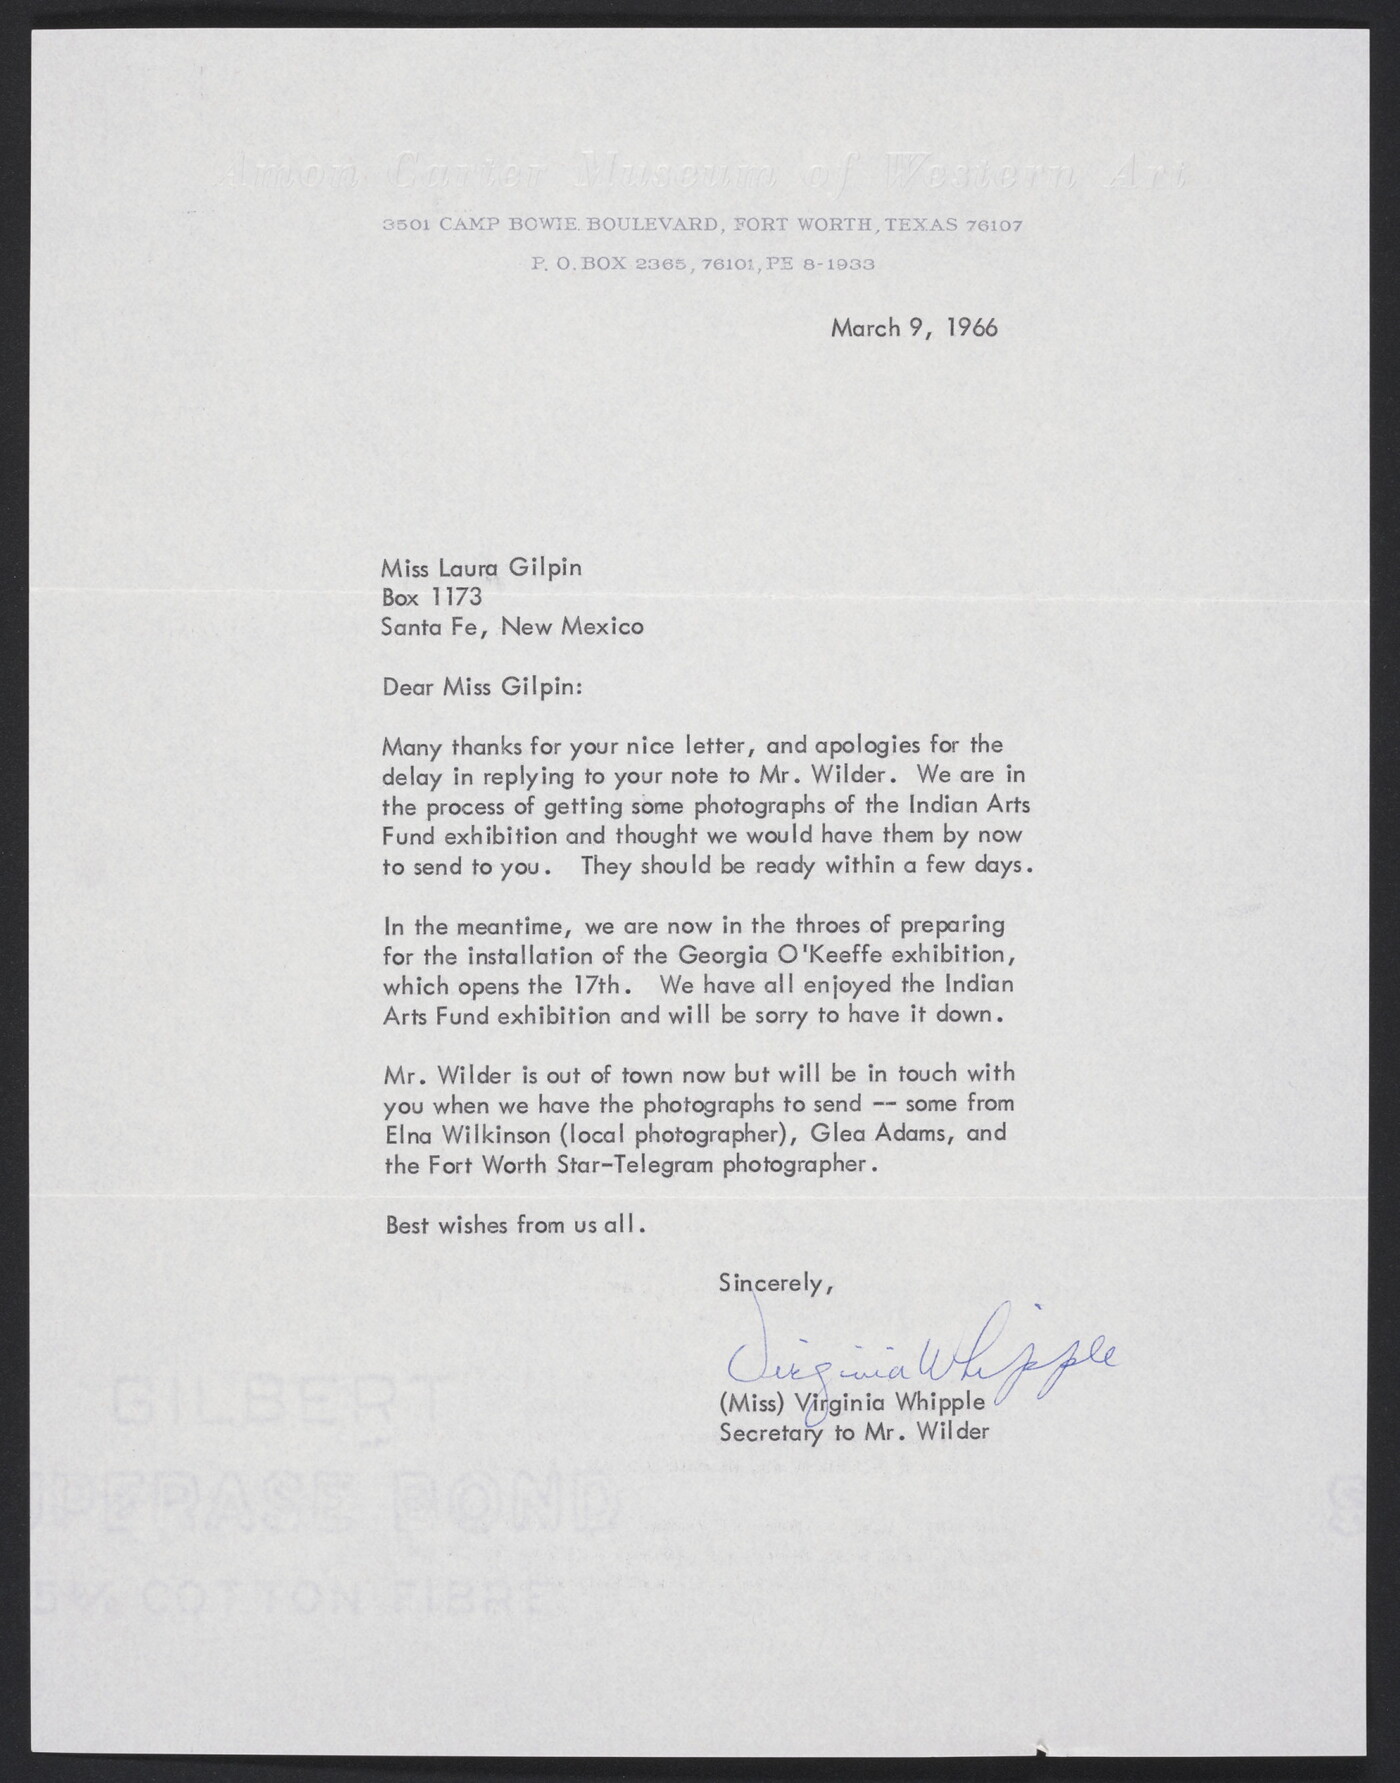 Amon Carter Museum of Western Art
3501 CAMP BOWIE BOULEVARD, FORT WORTH, TEXAS 76107
P. O. BOX 2365, 76101, PE 8-1933
March 9, 1966
Miss Laura Gilpin
Box 1173
Santa Fe, New Mexico
Dear Miss Gilpin:
Many thanks for your nice letter, and apologies for the
delay in replying to your note to Mr. Wilder. We are in
the process of getting some photographs of the Indian Arts
Fund exhibition and thought we would have them by now
to send to you. They should be ready within a few days.
In the meantime, we are now in the throes of preparing
for the installation of the Georgia O'Keeffe exhibition,
which opens the 17th. We have all enjoyed the Indian
Arts Fund exhibition and will be sorry to have it down.
Mr. Wilder is out of town now but will be in touch with
you when we have the photographs to send -- some from
Elna Wilkinson (local photographer), Glea Adams, and
the Fort Worth Star-Telegram photographer.
Best wishes from us all.
Sincerely,
Virginia Whipple
(Miss) Virginia Whipple
Secretary to Mr. Wilder
GILBERT
BOND
COTTON FIBRE